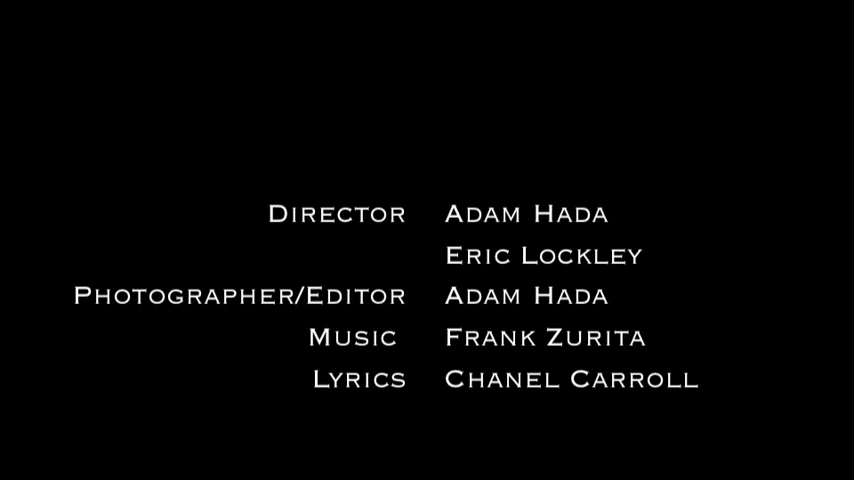 Director Adam Hada
Eric Lockley
Photographer/Editor Adam Hada
Music Frank Zurita
Lyrics Chanel Carroll